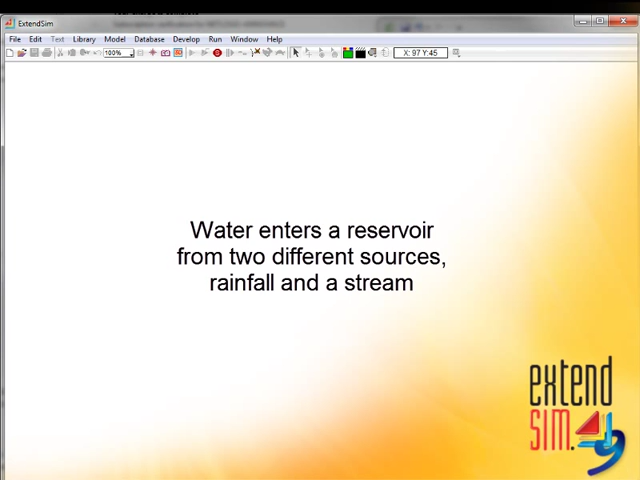 ExtendSim
File Edit Text Library Model Database Develop Run Window Help
100%
X: 97 Y:45
Water enters a reservoir
from two different sources,
rainfall and a stream
extend
SIM.
9